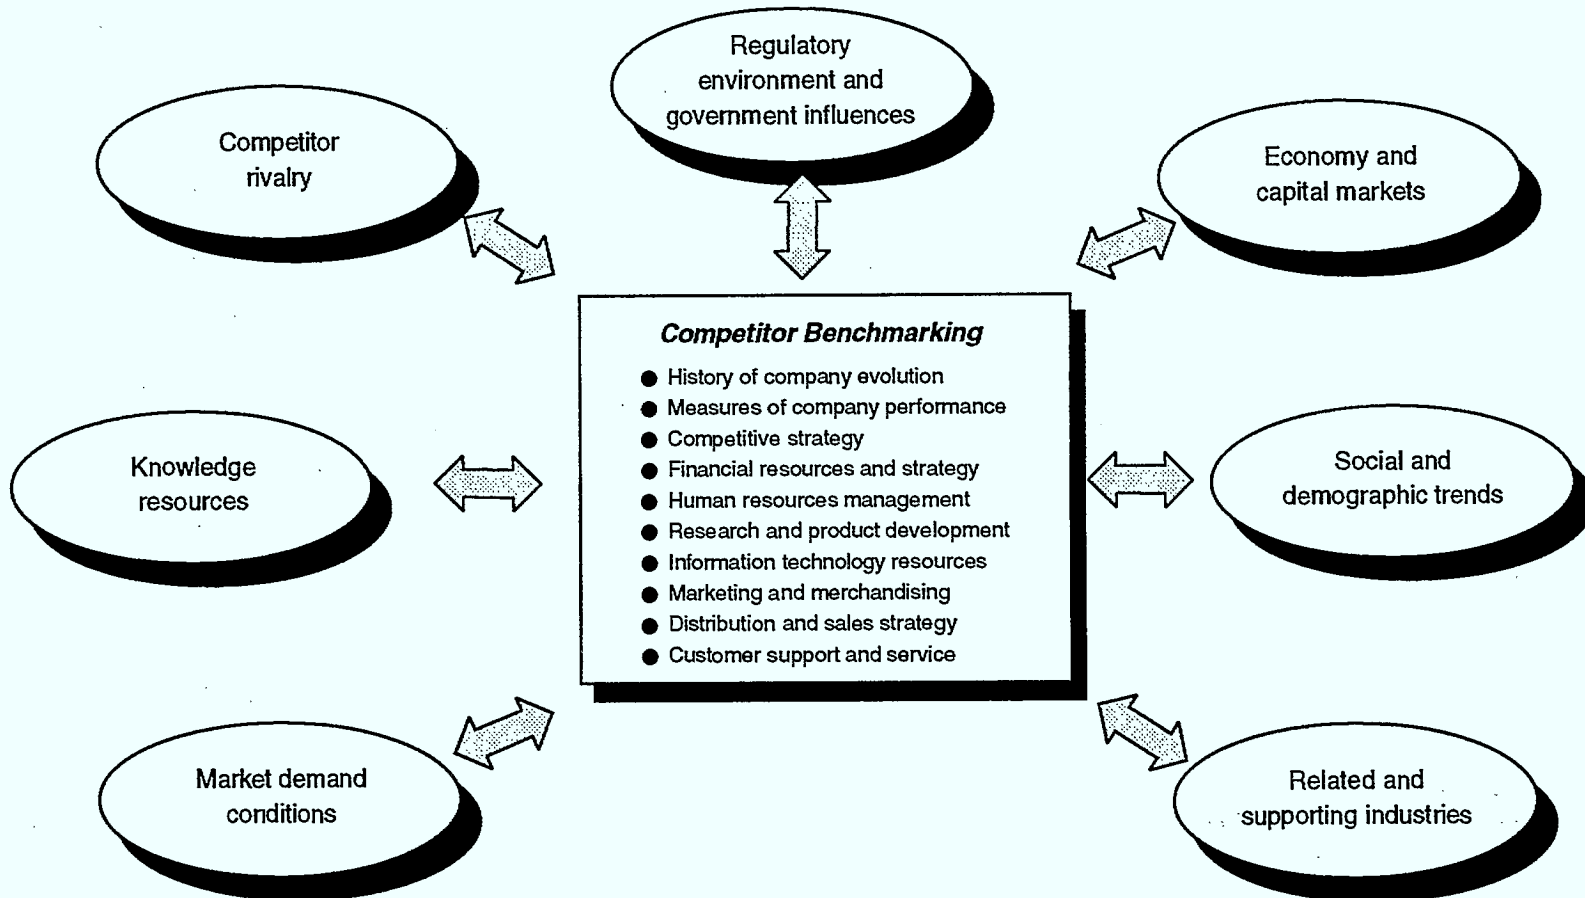 Regulatory
environment and
government influences
Competitor
rivalry
Economy and
capital markets
Competitor Benchmarking
● History of company evolution
● Measures of company performance
● Competitive strategy
● Financial resources and strategy
● Human resources management
● Research and product development
● Information technology resources
● Marketing and merchandising
● Distribution and sales strategy
● Customer support and service
Knowledge
resources
Social and
demographic trends
Market demand
conditions
Related and
supporting industries